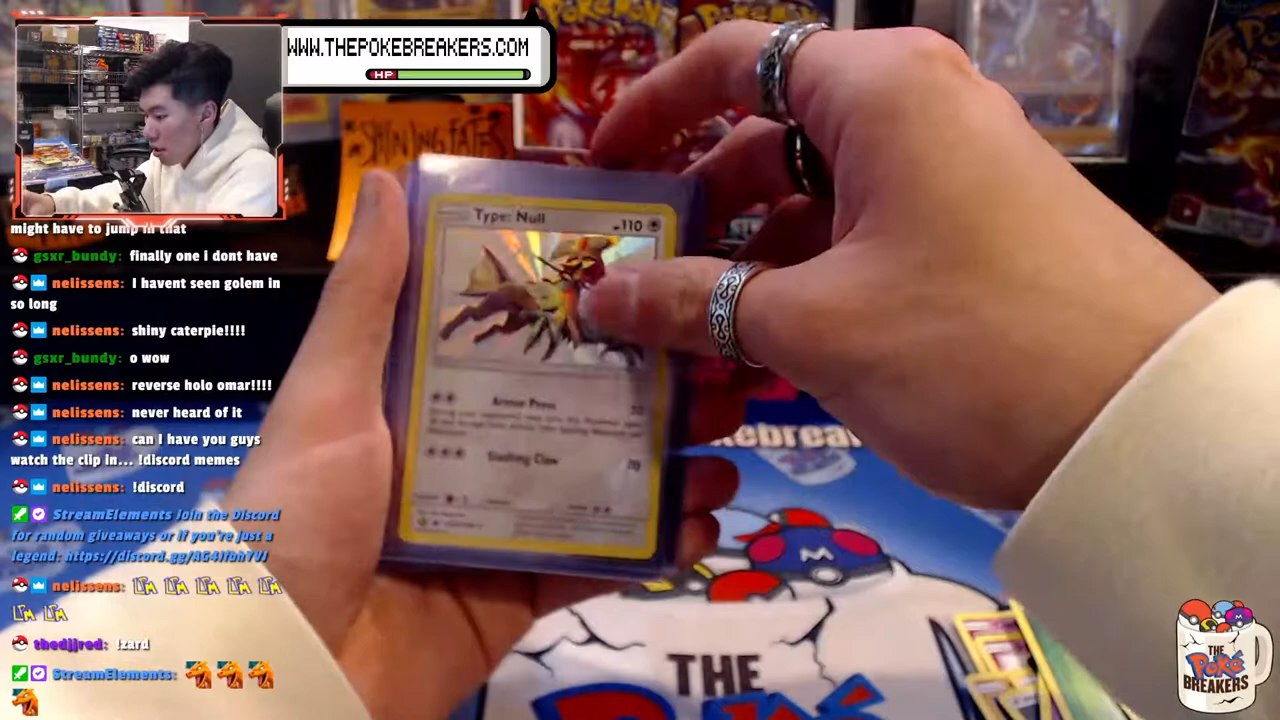 WWW.THEPOKEBREAKERS.COM
HP
SHINING FATES
might have to jump in that
gsxr_bundy: finally one i dont have
nelissens: I havent seen golem in
so long
nelissens: shiny caterpie!!!!
gsxr_bundy: o wow
nelissens: reverse holo omar!!!!
nelissens: never heard of it
nelissens: can I have you guys
watch the clip in... !discord memes
nelissens: !discord
StreamElements Join the Discord
for random giveaways or if you're just a
legend:
nelissens:
thedjjred: !zard
StreamElements:
Type: Null 110
Armor Press 30
Slashing Claw 70
THE
THE
Poké
BREAKERS